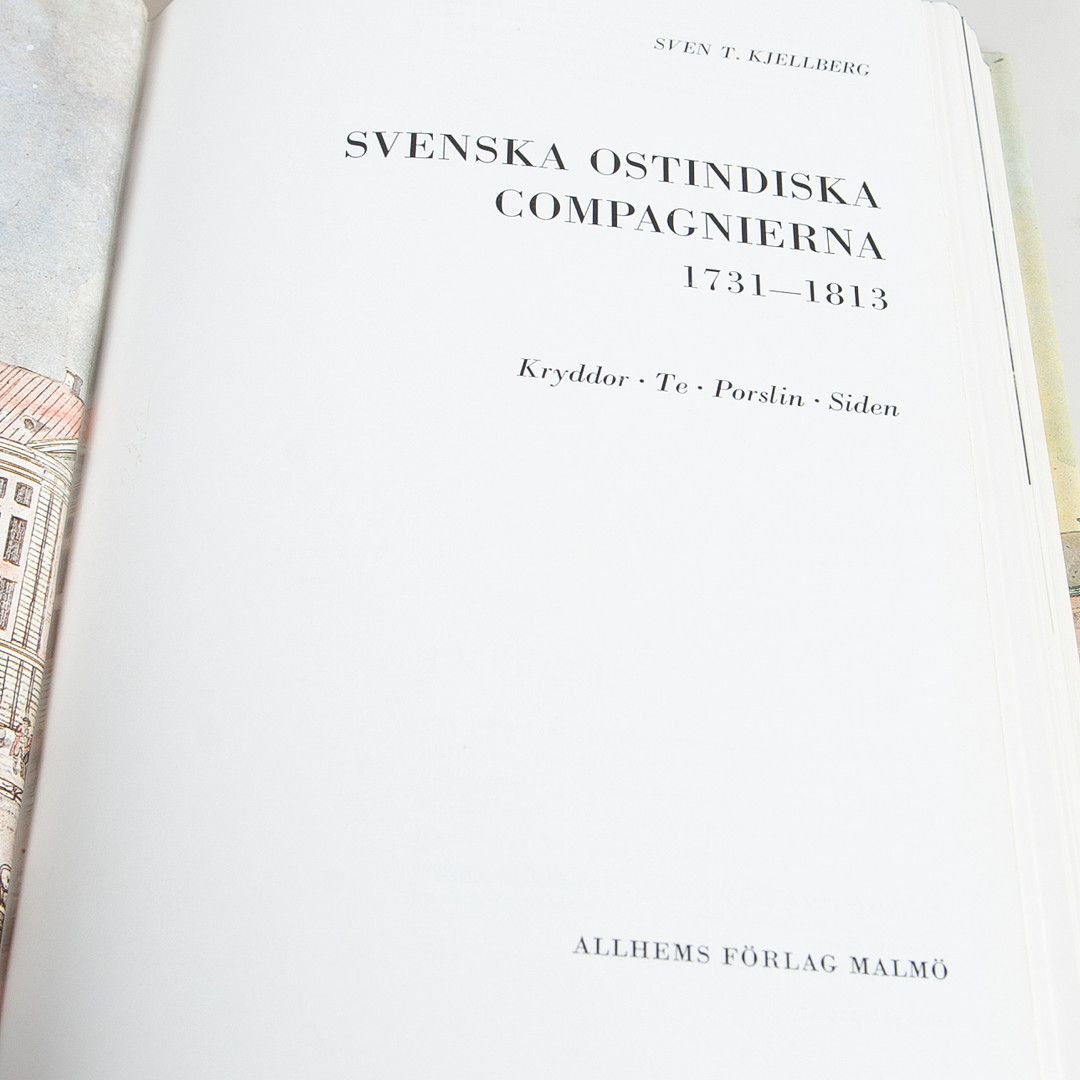 SVEN T. KJELLBERG
SVENSKA OSTINDISKA
COMPAGNIERNA
1731—1813
Kryddor · Te · Porslin · Siden
ALLHEMS FÖRLAG MALMÖ